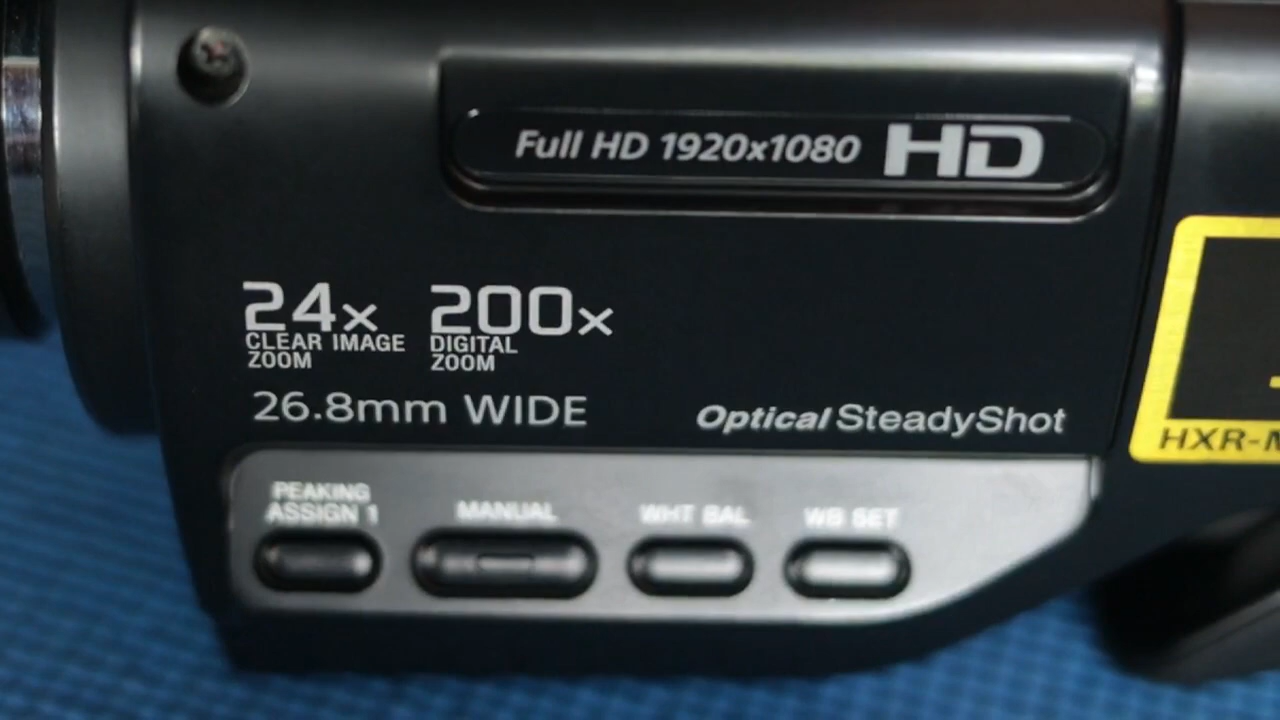 Full HD 1920x1080 HD
24x 200x
CLEAR IMAGE ZOOM
DIGITAL ZOOM
26.8mm WIDE
Optical SteadyShot
HXR-
PEAKING
ASSIGN 1
MANUAL
WHT BAL
WB SET